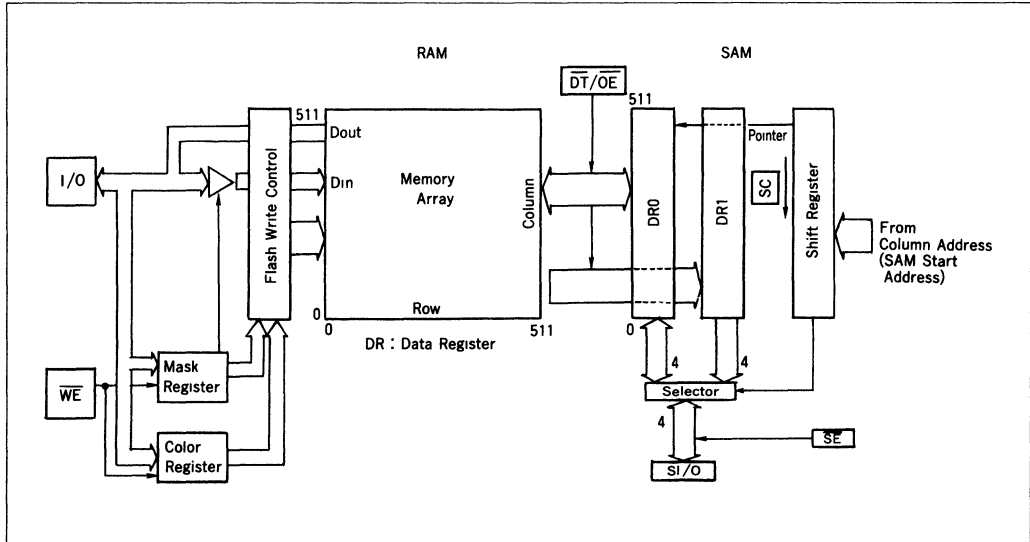 RAM
SAM
DT/OE
511
511
Dout
Pointer
I/O
Din
Memory
Array
Column
Flash Write Control
DR0
DR1
SC
Shift Register
From
Column Address
(SAM Start
Address)
0
Row
0
511
0
DR : Data Register
Mask
Register
4
4
WE
Selector
4
Color
Register
SE
SI/O